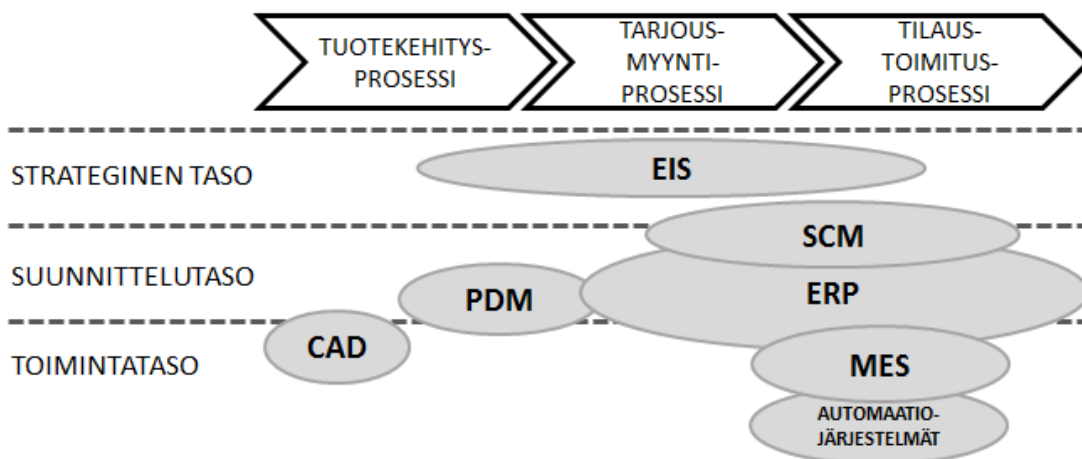 TUOTEKEHITYS-
PROSESSI
TARJOUS-
MYYNTI-
PROSESSI
TILAUS-
TOIMITUS-
PROSESSI
STRATEGINEN TASO
EIS
SCM
SUUNNITTELUTASO
PDM
ERP
CAD
TOIMINTATASO
MES
AUTOMAATIO-
JÄRJESTELMÄT